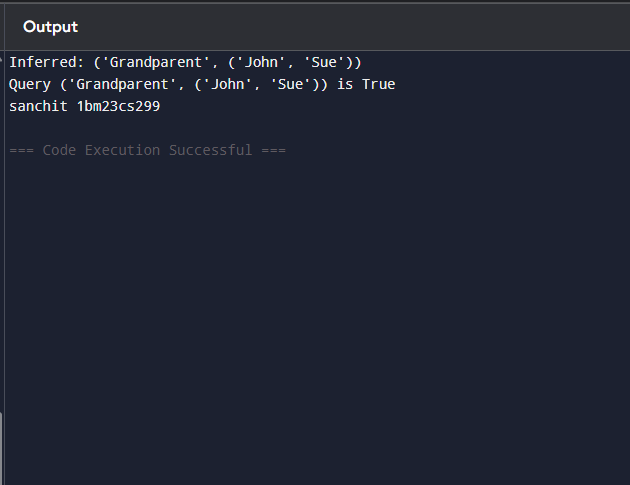 Output
Inferred: ('Grandparent', ('John', 'Sue'))
Query ('Grandparent', ('John', 'Sue')) is True
sanchit 1bm23cs299
=== Code Execution Successful ===